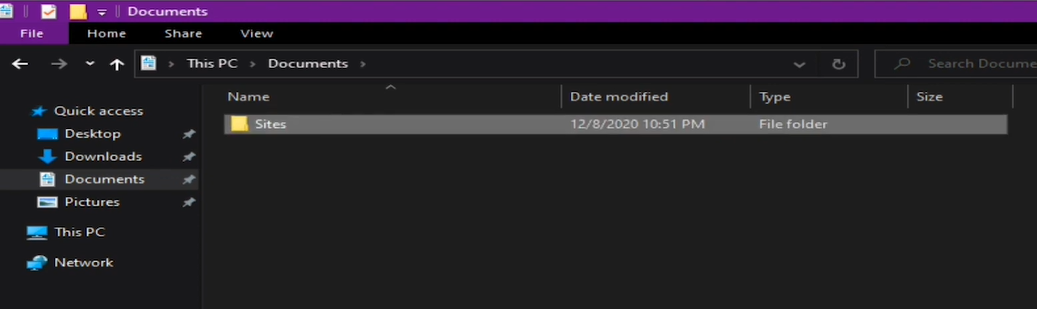 Documents
File Home Share View
This PC Documents Search
Name Date modified Type Size
Quick access
Sites 12/8/2020 10:51 PM File folder
Desktop
Downloads
Documents
Pictures
This PC
Network